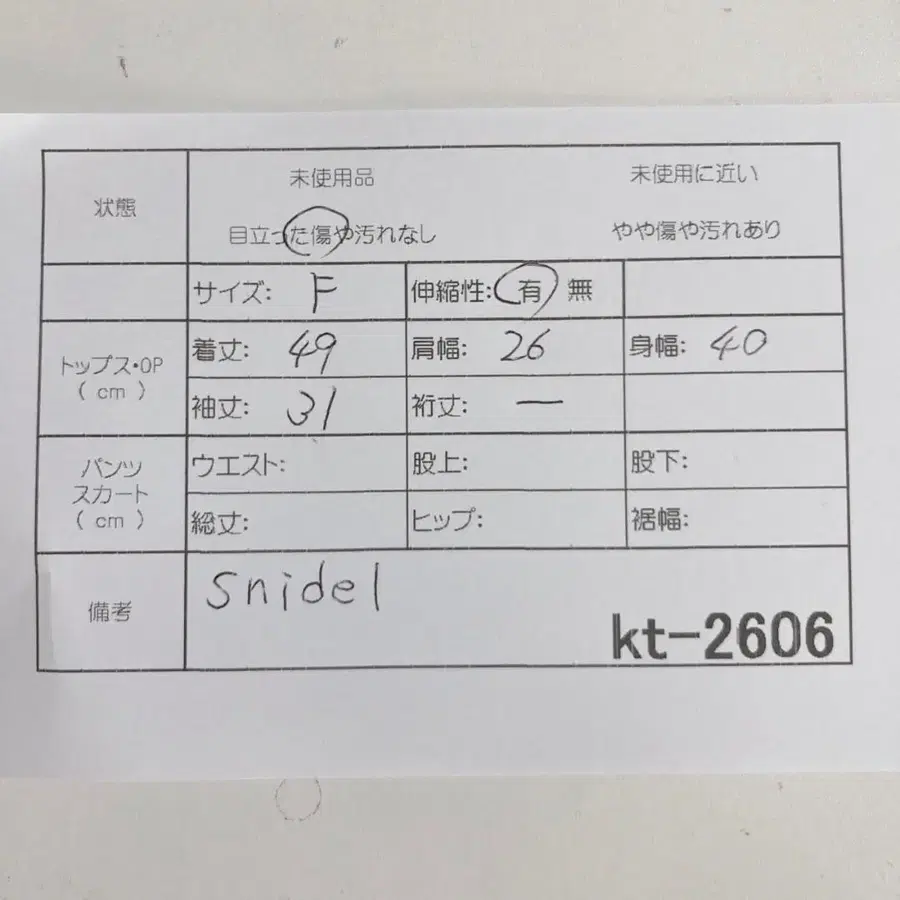 状態
未使用品 未使用に近い
目立った傷や汚れなし やや傷や汚れあり
サイズ: F 伸縮性: 有 無
トップス・OP
( cm )
着丈: 49 肩幅: 26 身幅: 40
袖丈: 31 裄丈: ー
パンツ
スカート
( cm )
ウエスト: 股上: 股下:
総丈: ヒップ: 裾幅:
備考
snidel
kt-2606